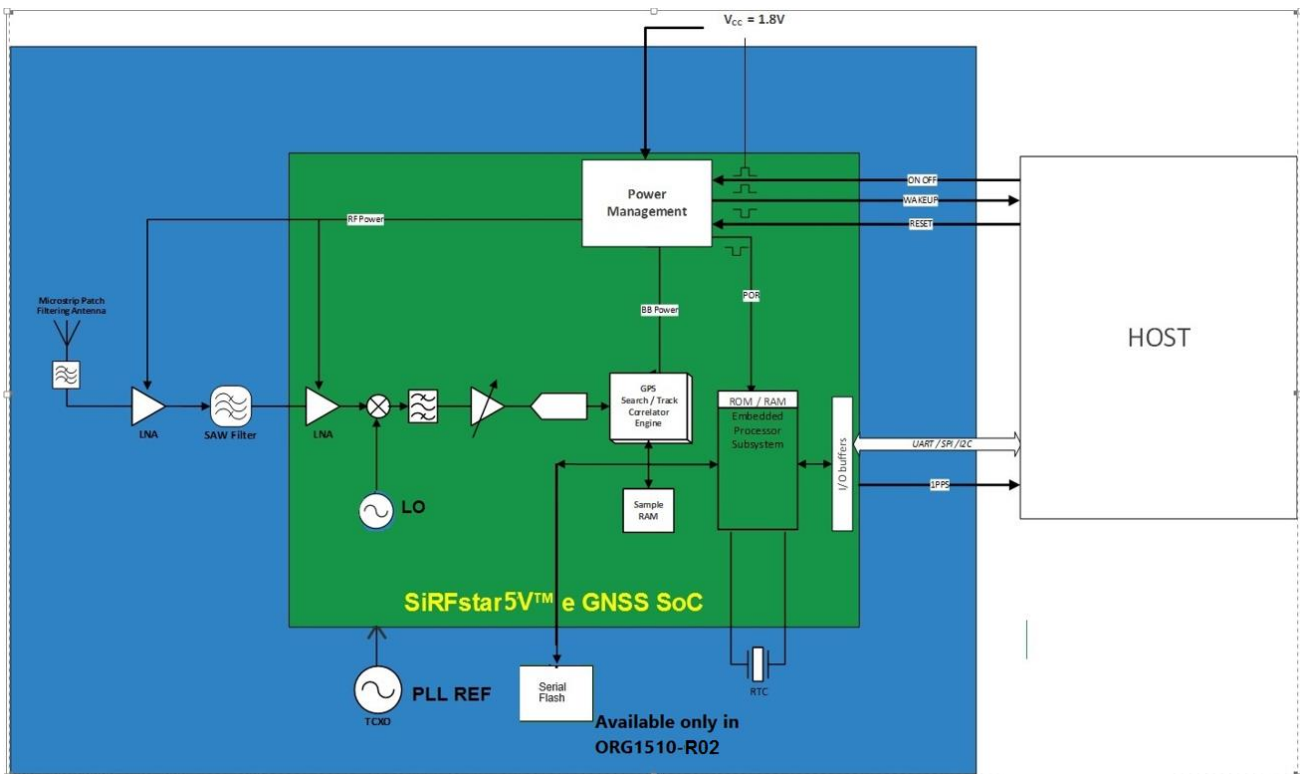 VCC = 1.8V
Power
Management
ON OFF
WAKEUP
RESET
RF Power
POR
BB Power
Microstrip Patch
Filtering Antenna
HOST
GPS
Search / Track
Correlator
Engine
ROM / RAM
Embedded
Processor
Subsystem
LNA
SAW Filter
LNA
I/O buffers
UART / SPI / I2C
1PPS
LO
Sample
RAM
SiRFstar5V™ e GNSS SoC
PLL REF
TCXO
Serial
Flash
RTC
Available only in
ORG1510-R02